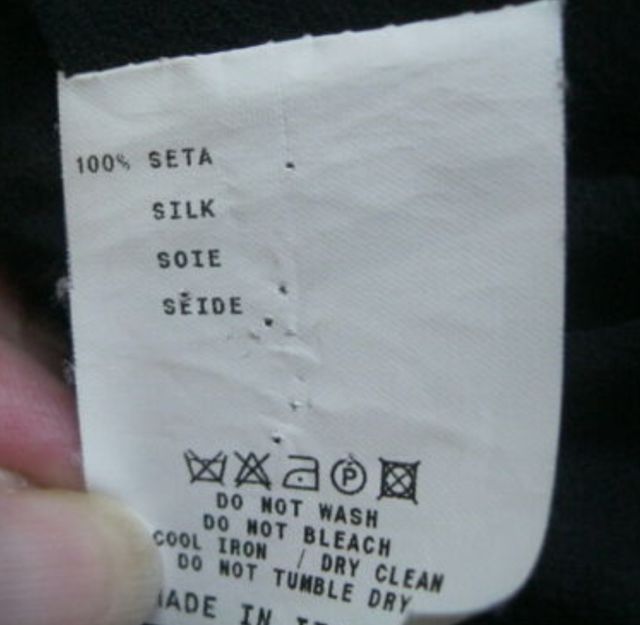 100% SETA
SILK
SOIE
SEIDE
P
DO NOT WASH
DO NOT BLEACH
COOL IRON / DRY CLEAN
DO NOT TUMBLE DRY
IN